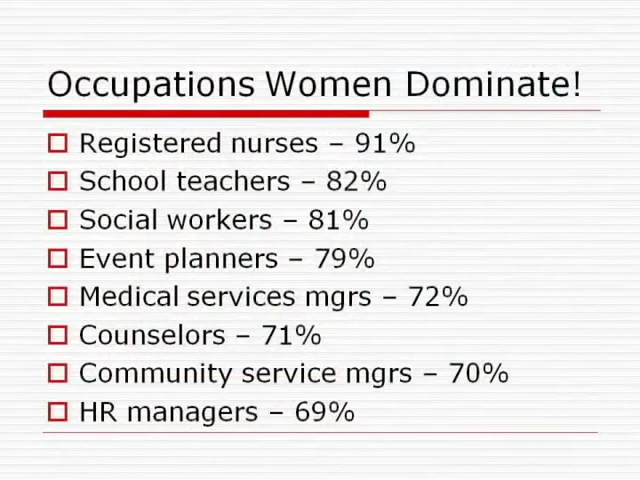 Occupations Women Dominate!
Registered nurses – 91%
School teachers – 82%
Social workers – 81%
Event planners – 79%
Medical services mgrs – 72%
Counselors – 71%
Community service mgrs – 70%
HR managers – 69%